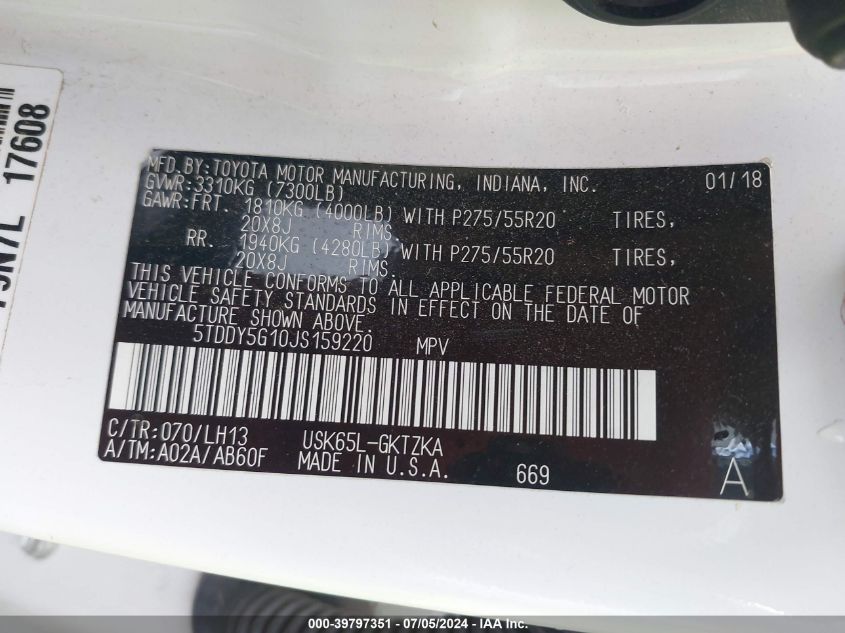 17608
MFD.BY:TOYOTA MOTOR MANUFACTURING, INDIANA, INC. 01/18
GVWR:3310KG (7300LB)
GAWR:FRT. 1810KG (4000LB) WITH P275/55R20 TIRES,
20X8J RIMS.
RR. 1940KG (4280LB) WITH P275/55R20 TIRES,
20X8J RIMS.
THIS VEHICLE CONFORMS TO ALL APPLICABLE FEDERAL MOTOR
VEHICLE SAFETY STANDARDS IN EFFECT ON THE DATE OF
MANUFACTURE SHOWN ABOVE.
5TDDY5G10JS159220 MPV
C/TR:070/LH13 USK65L-GKTZKA
A/TM:A02A/AB60F MADE IN U.S.A. 669
A
000-39797351 - 07/05/2024 - IAA Inc.